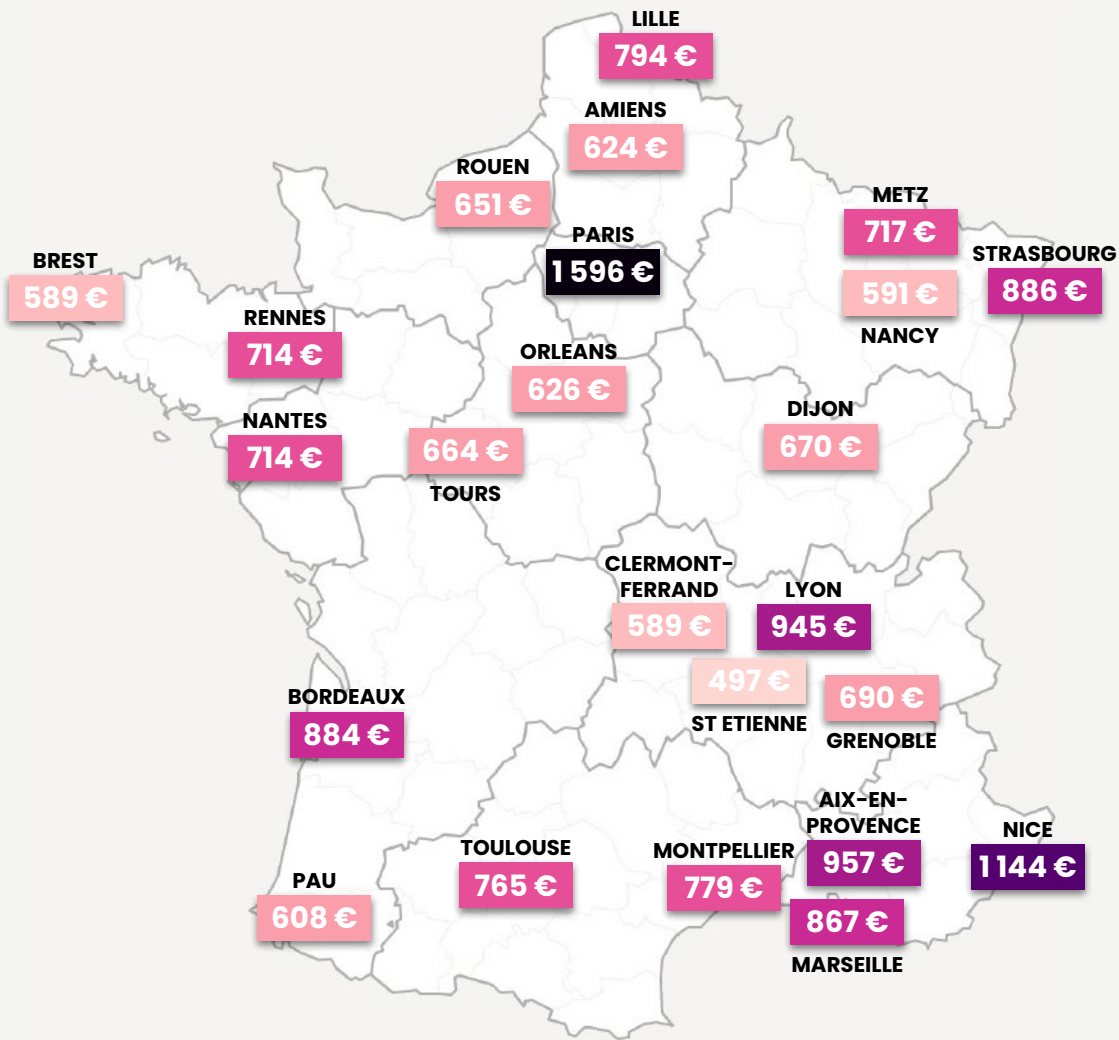 LILLE
794 €
AMIENS
624 €
ROUEN
651 €
PARIS
1 596 €
METZ
717 €
STRASBOURG
886 €
591 €
NANCY
BREST
589 €
RENNES
714 €
ORLEANS
626 €
NANTES
714 €
664 €
TOURS
DIJON
670 €
CLERMONT-
FERRAND
589 €
LYON
945 €
497 €
ST ETIENNE
690 €
GRENOBLE
BORDEAUX
884 €
AIX-EN-
PROVENCE
957 €
NICE
1 144 €
TOULOUSE
765 €
MONTPELLIER
779 €
PAU
608 €
867 €
MARSEILLE